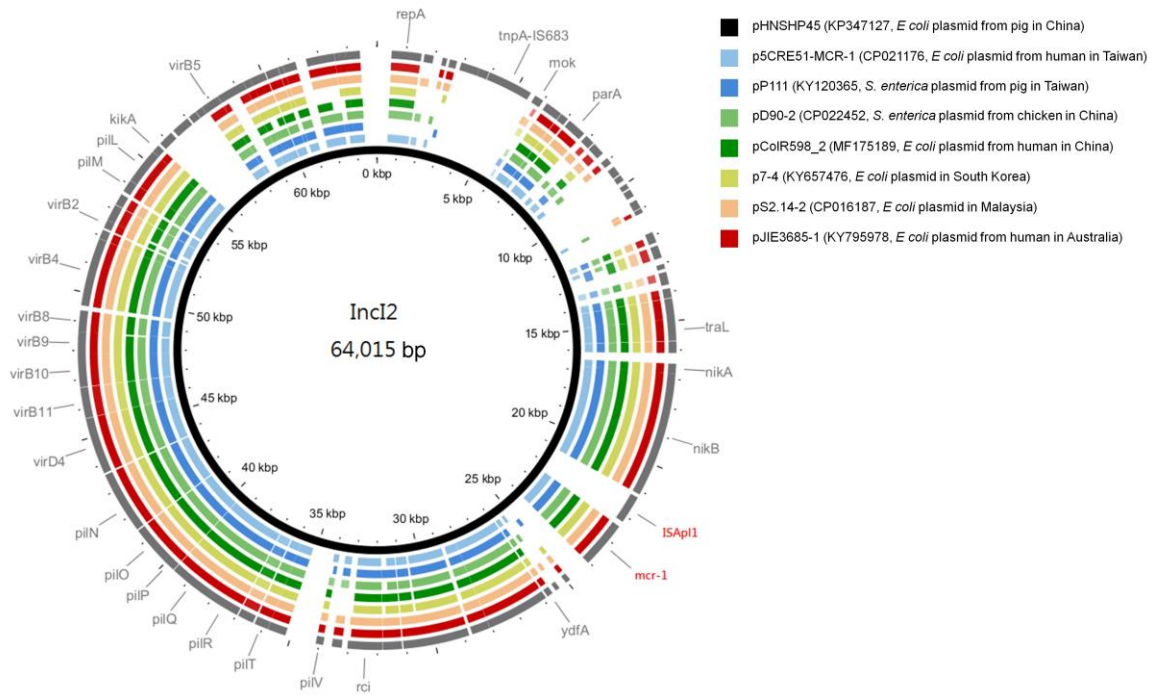 repA
tnpA-IS683
mok
parA
virB5
kikA
pilL
pilM
virB2
virB4
virB8
virB9
virB10
virB11
virD4
pilN
pilO
pilP
pilQ
pilR
pilT
pilV
rci
ydfA
mcr-1
ISApl1
nikB
nikA
traL
0 kbp
5 kbp
10 kbp
15 kbp
20 kbp
25 kbp
30 kbp
35 kbp
40 kbp
45 kbp
50 kbp
55 kbp
60 kbp
IncI2
64,015 bp
pHNSHP45 (KP347127, E coli plasmid from pig in China)
p5CRE51-MCR-1 (CP021176, E coli plasmid from human in Taiwan)
pP111 (KY120365, S. enterica plasmid from pig in Taiwan)
pD90-2 (CP022452, S. enterica plasmid from chicken in China)
pColR598_2 (MF175189, E coli plasmid from human in China)
p7-4 (KY657476, E coli plasmid in South Korea)
pS2.14-2 (CP016187, E coli plasmid in Malaysia)
pJIE3685-1 (KY795978, E coli plasmid from human in Australia)